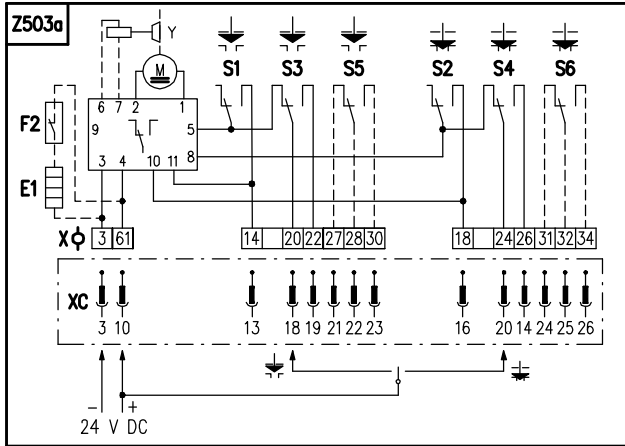 Z503a
Y
M
S1 S3 S5 S2 S4 S6
6 7 2 1
F2
9 5
8
3 4 10 11
E1
X 3 61 14 20 22 27 28 30 18 24 26 31 32 34
XC
3 10 13 18 19 21 22 23 16 20 14 24 25 26
− +
24 V DC